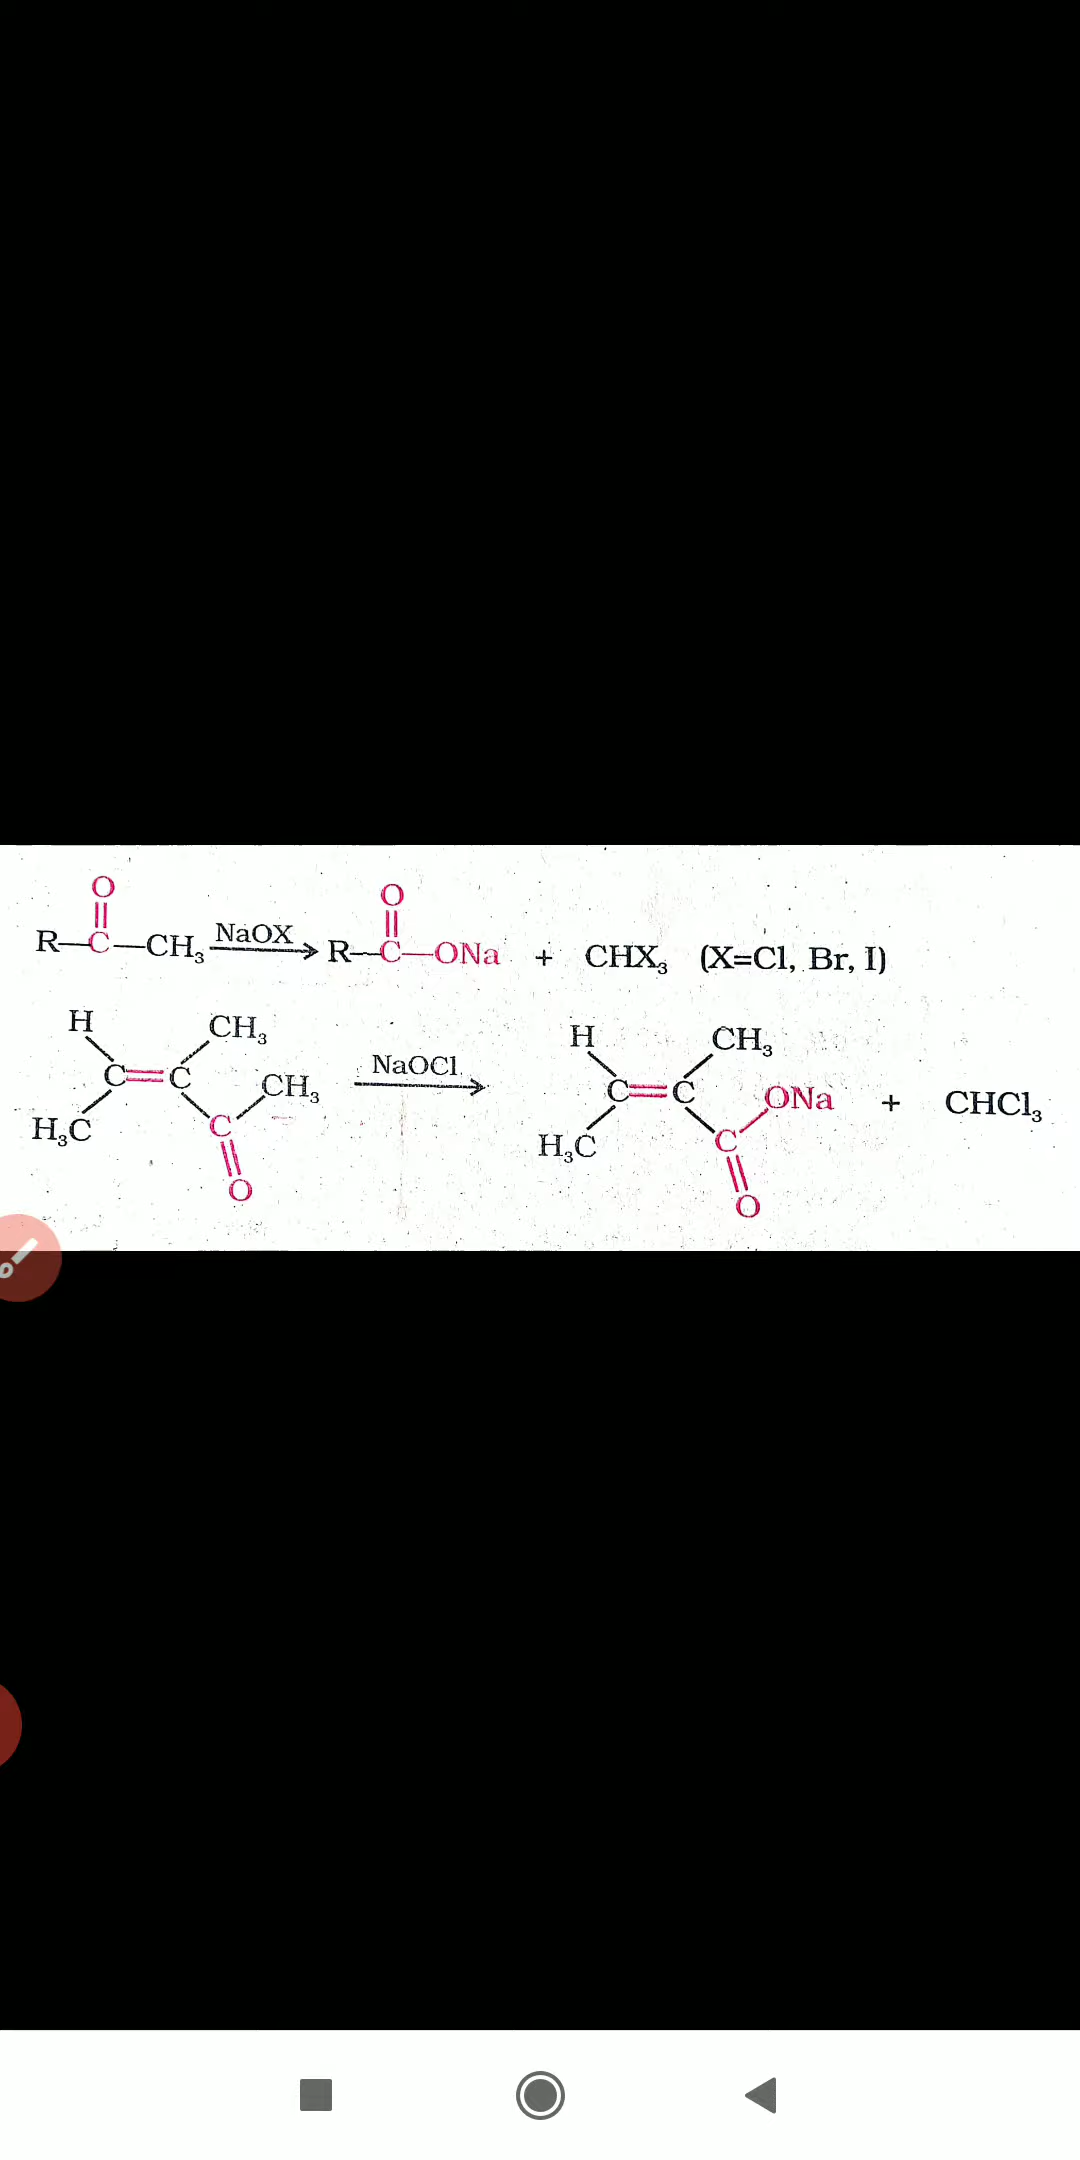 O
R—C—CH₃ NaOX → R—C—ONa + CHX₃ (X=Cl, Br, I)
O
H CH₃ H CH₃
C=C CH₃ NaOCl → C=C ONa + CHCl₃
H₃C C H₃C C
O O